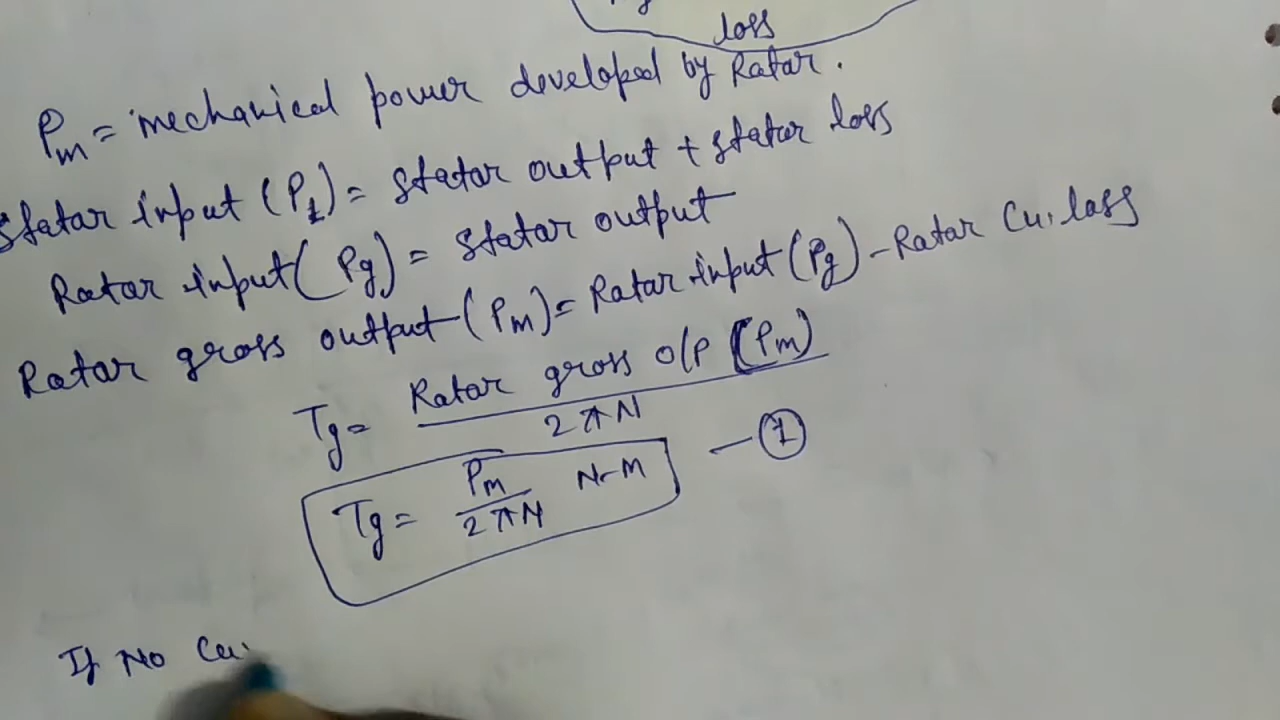 loss
Pm = mechanical power developed by Rotor.
Stator input (P1) = Stator output + stator loss
Rotor input (Pg) = Stator output
Rotor gross output (Pm) = Rotor input (Pg) - Rotor Cu. loss
Tg = Rotor gross o/p (Pm) / 2πN
Tg = Pm / 2πN N-M — ①
If No Cu.